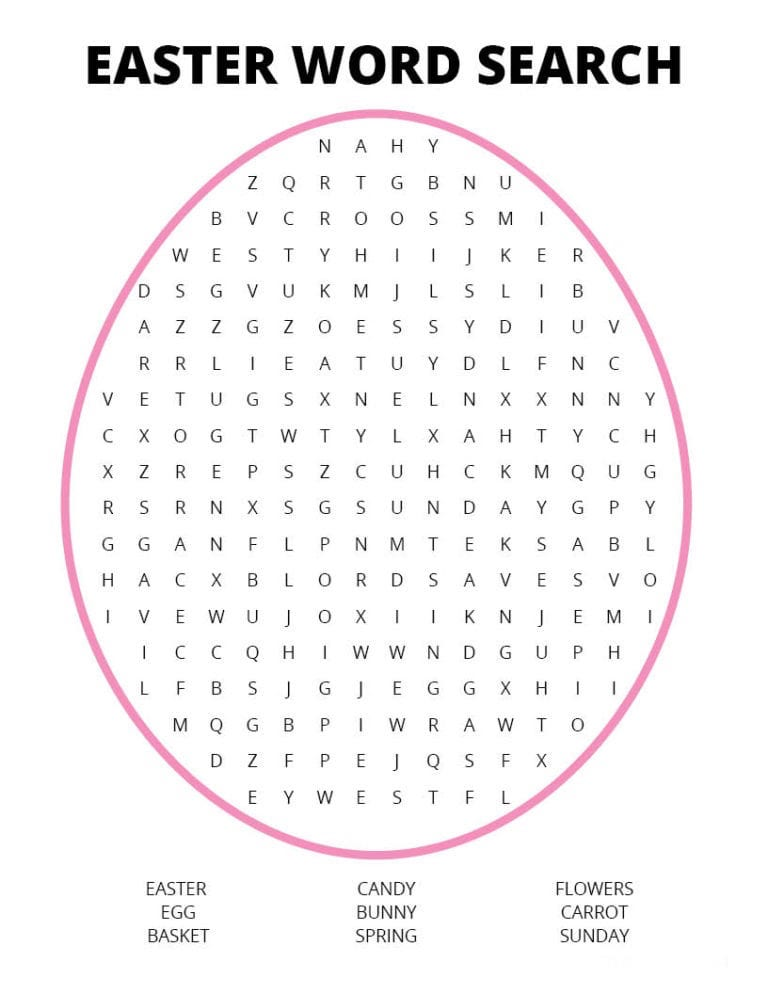 EASTER WORD SEARCH
N A H Y
Z Q R T G B N U
B V C R O O S S M I
W E S T Y H I I J K E R
D S G V U K M J L S L I B
A Z Z G Z O E S S Y D I U V
R R L I E A T U Y D L F N C
V E T U G S X N E L N X X N N Y
C X O G T W T Y L X A H T Y C H
X Z R E P S Z C U H C K M Q U G
R S R N X S G S U N D A Y G P Y
G G A N F L P N M T E K S A B L
H A C X B L O R D S A V E S V O
I V E W U J O X I I K N J E M I
I C C Q H I W W N D G U P H
L F B S J G J E G G X H I I
M Q G B P I W R A W T O
D Z F P E J Q S F X
E Y W E S T F L
EASTER CANDY FLOWERS
EGG BUNNY CARROT
BASKET SPRING SUNDAY